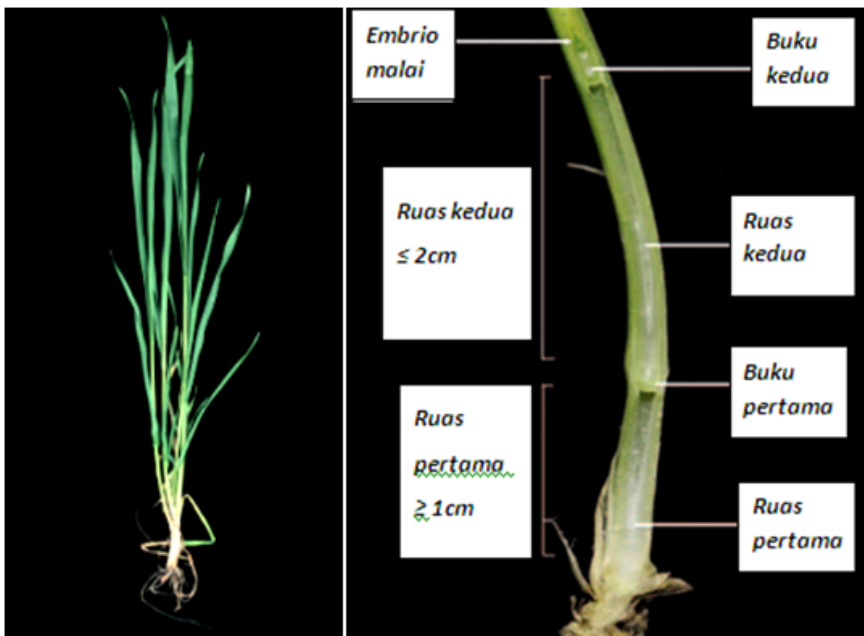 Embrio
malai
Buku
kedua
Ruas kedua
≤ 2cm
Ruas
kedua
Buku
pertama
Ruas
pertama
≥ 1cm
Ruas
pertama